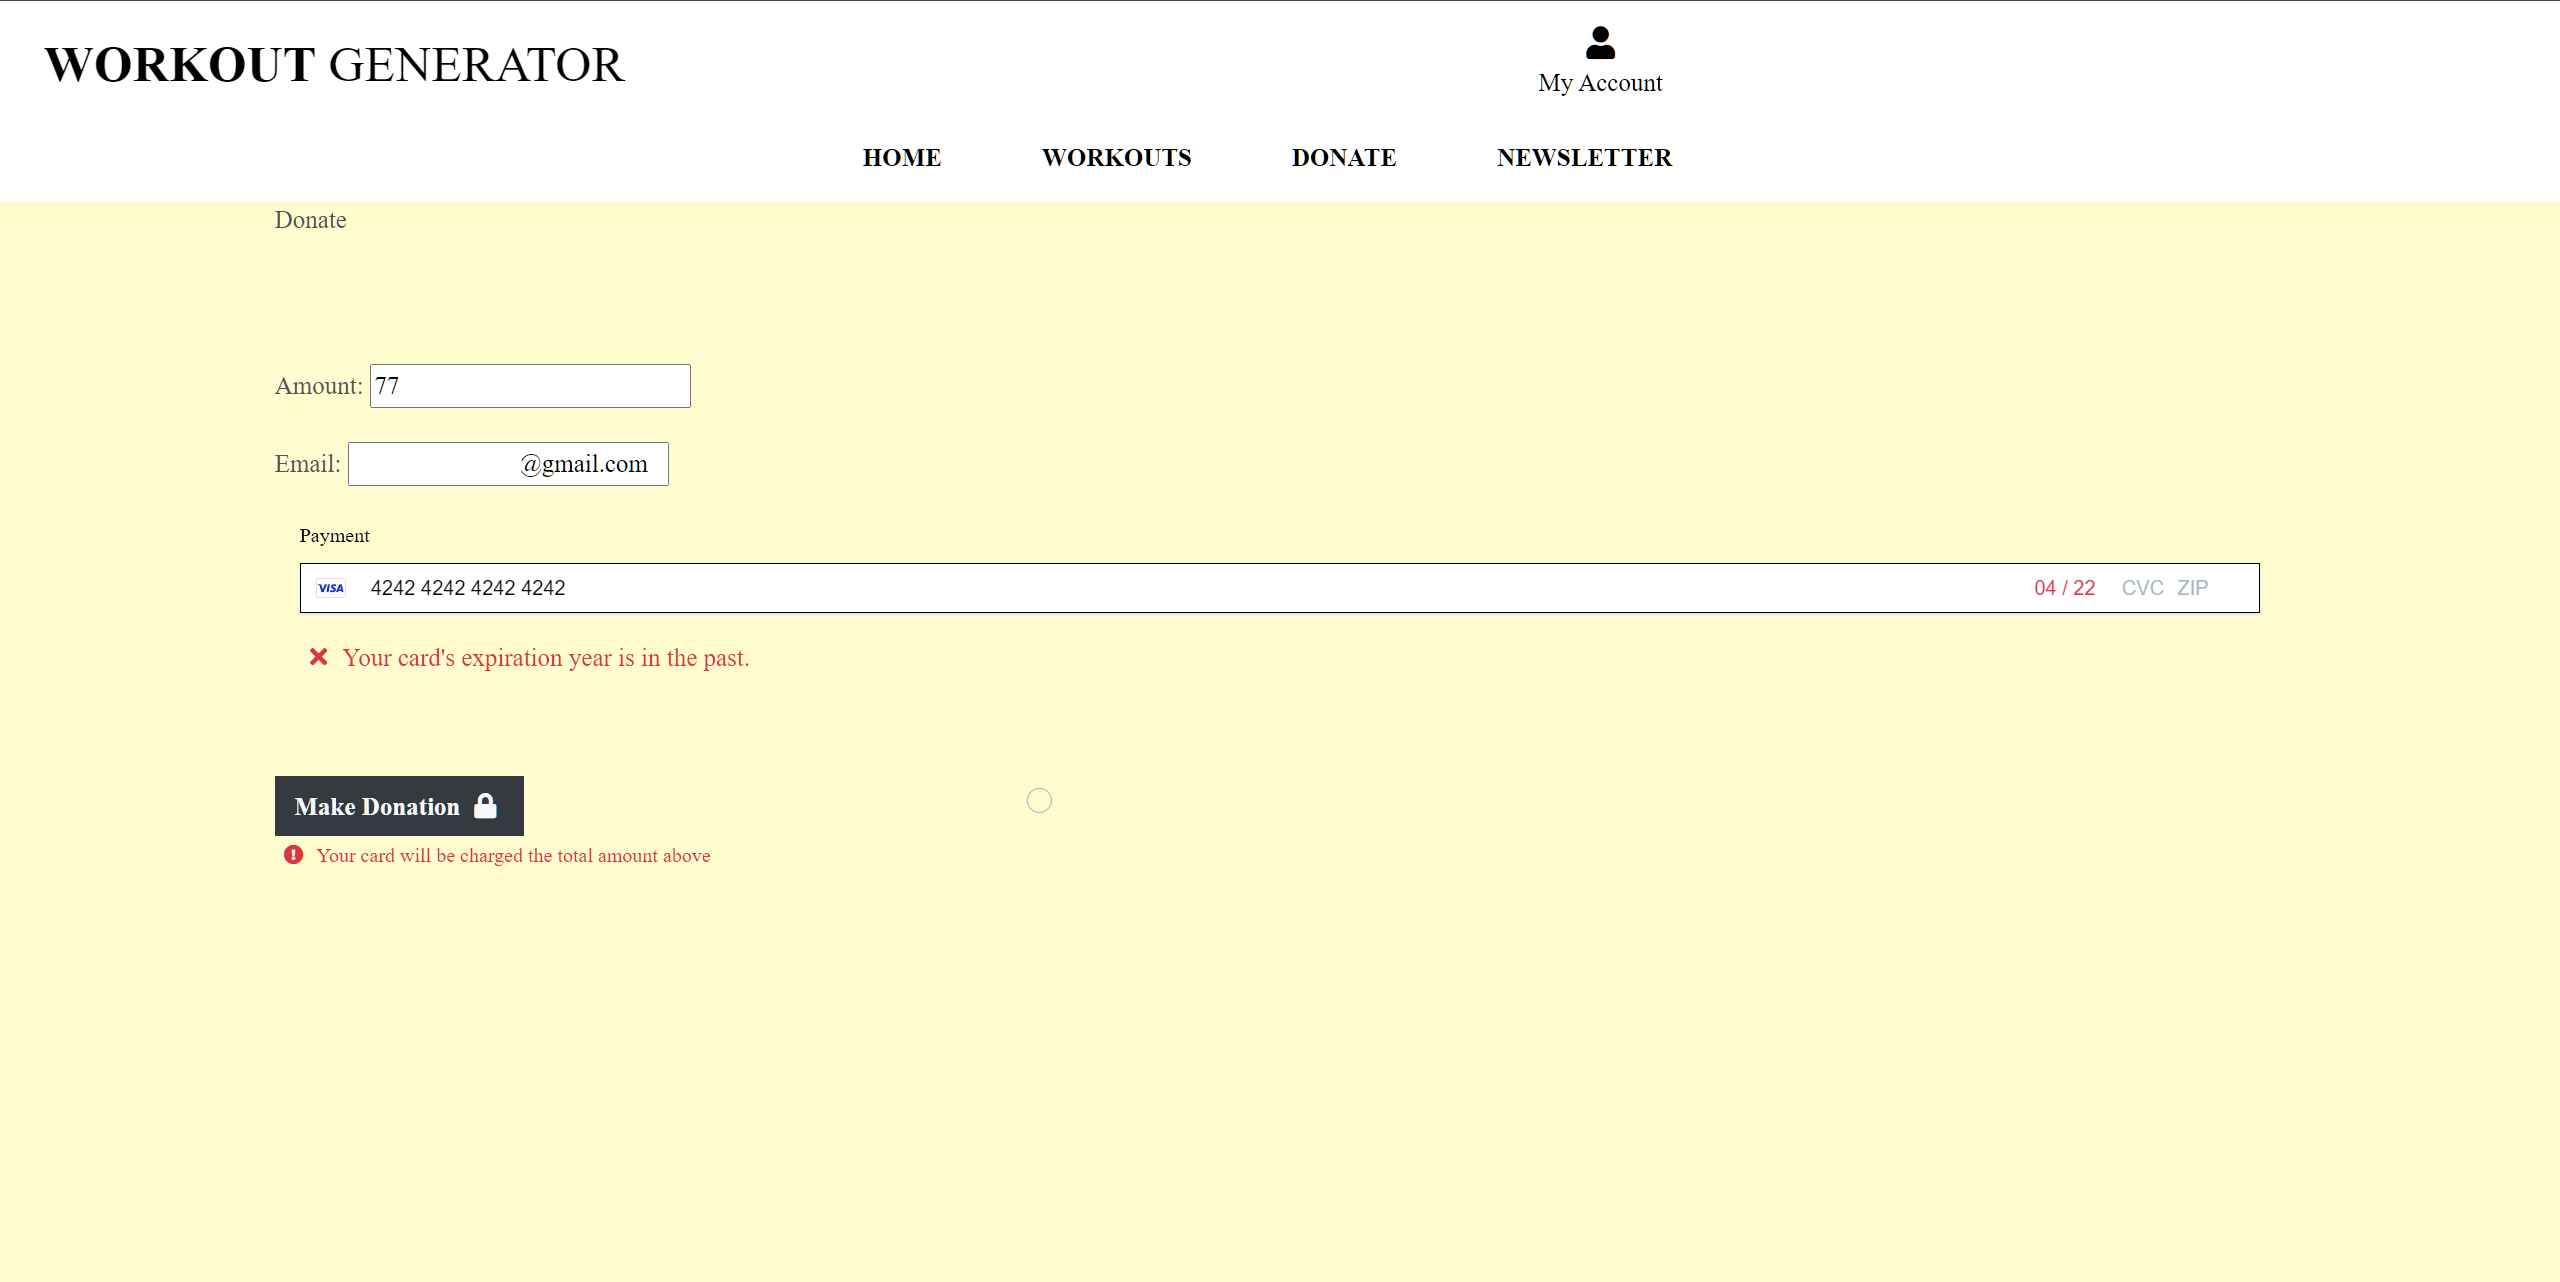 WORKOUT GENERATOR
My Account
HOME WORKOUTS DONATE NEWSLETTER
Donate
Amount: 77
Email: @gmail.com
Payment
VISA 4242 4242 4242 4242 04 / 22 CVC ZIP
Your card's expiration year is in the past.
Make Donation
Your card will be charged the total amount above